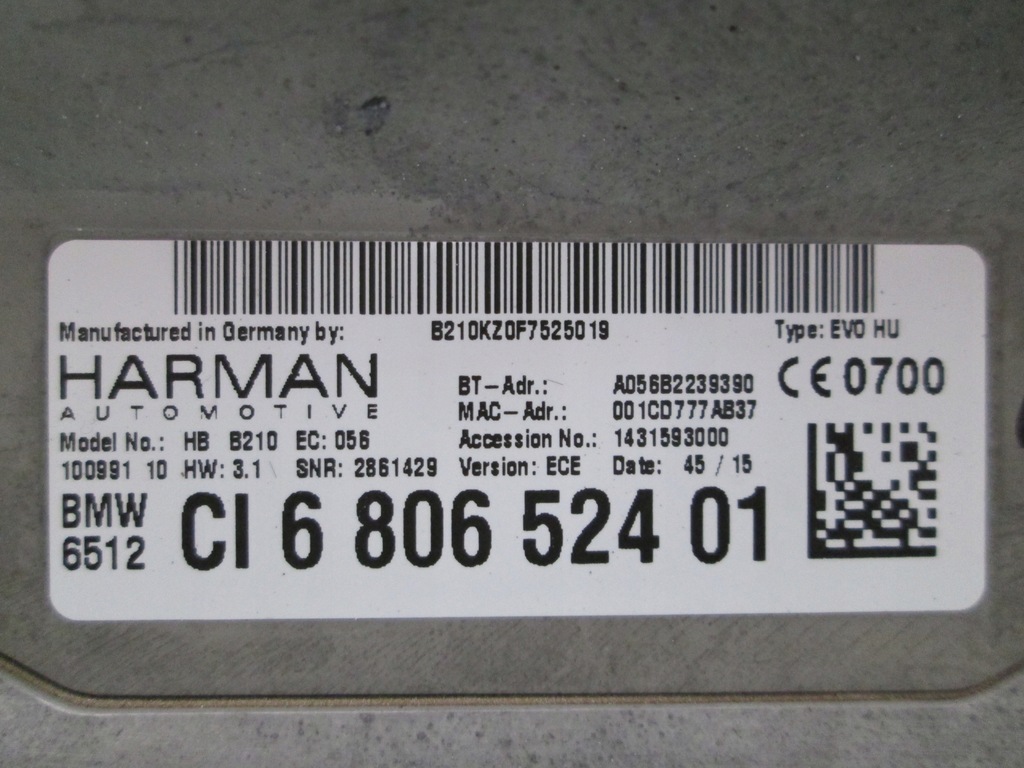 Manufactured in Germany by: B210KZ0F7525019 Type: EVO HU
HARMAN
AUTOMOTIVE
BT-Adr.: A056B2239390 CE 0700
MAC-Adr.: 001CD777AB37
Model No.: HB B210 EC: 056 Accession No.: 1431593000
100991 10 HW: 3.1 SNR: 2861429 Version: ECE Date: 45 / 15
BMW
6512
CI 6 806 524 01